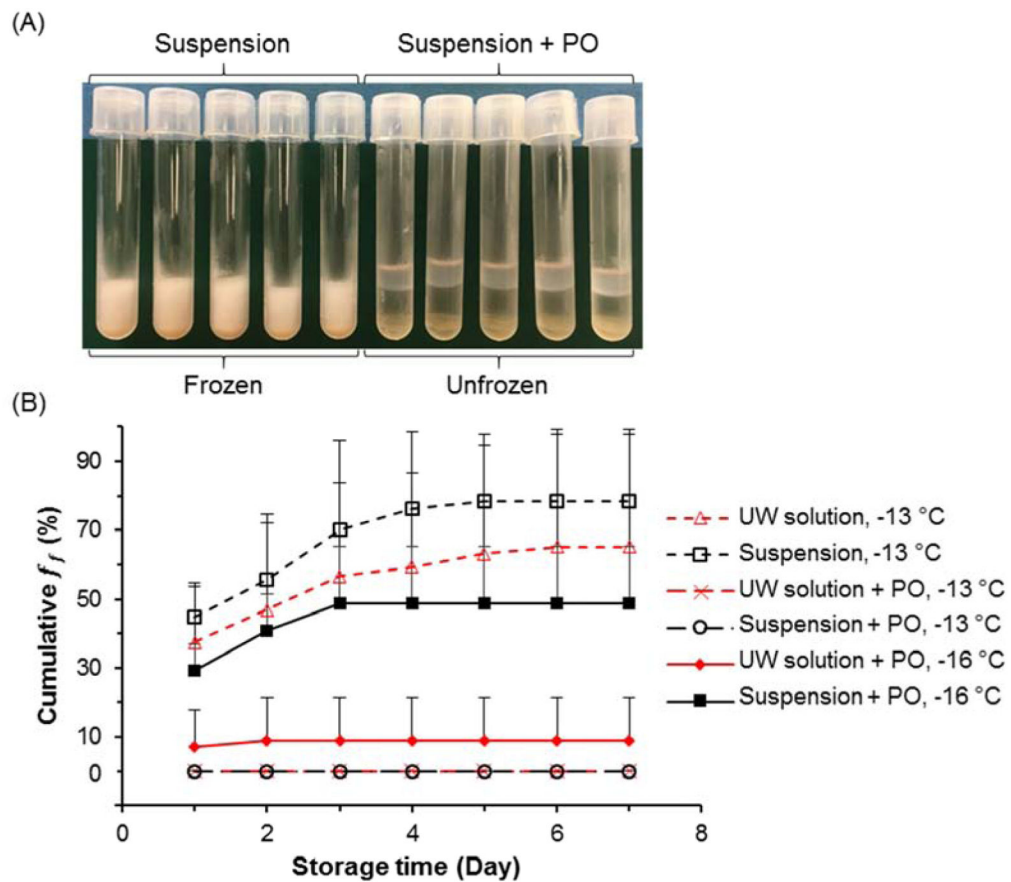 (A)
Suspension
Suspension + PO
Frozen
Unfrozen
(B)
Cumulative f_f (%)
90
70
50
30
10
0
0
2
4
6
8
Storage time (Day)
UW solution, -13 °C
Suspension, -13 °C
UW solution + PO, -13 °C
Suspension + PO, -13 °C
UW solution + PO, -16 °C
Suspension + PO, -16 °C